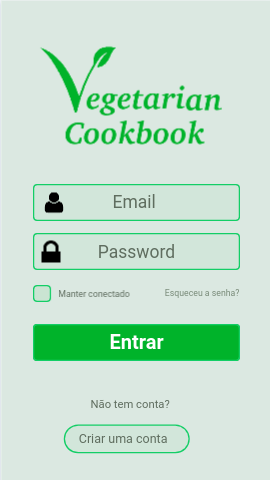 Vegetarian
Cookbook
Email
Password
Manter conectado
Esqueceu a senha?
Entrar
Não tem conta?
Criar uma conta